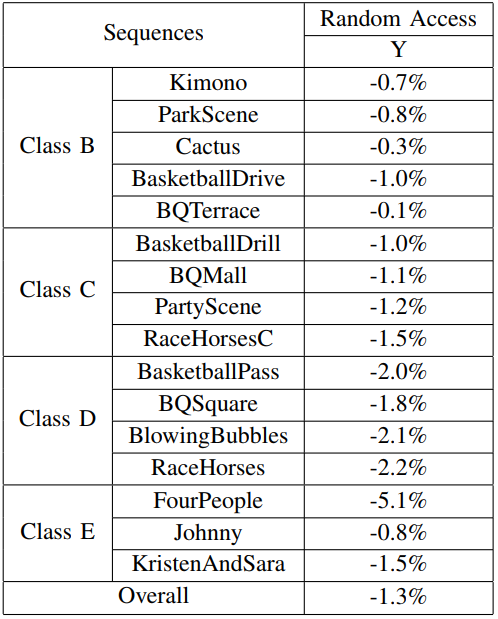 Sequences Random Access
Y
Class B Kimono -0.7%
ParkScene -0.8%
Cactus -0.3%
BasketballDrive -1.0%
BQTerrace -0.1%
Class C BasketballDrill -1.0%
BQMall -1.1%
PartyScene -1.2%
RaceHorsesC -1.5%
Class D BasketballPass -2.0%
BQSquare -1.8%
BlowingBubbles -2.1%
RaceHorses -2.2%
Class E FourPeople -5.1%
Johnny -0.8%
KristenAndSara -1.5%
Overall -1.3%